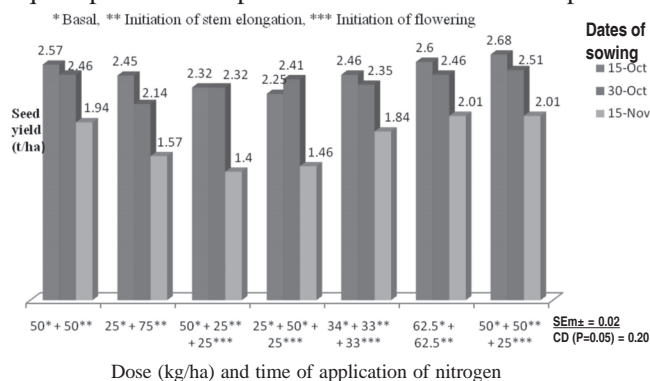 * Basal, ** Initiation of stem elongation, *** Initiation of flowering
Dates of
sowing
15-Oct
30-Oct
15-Nov
Seed
yield
(t/ha)
2.57
2.46
1.94
2.45
2.14
1.57
2.32
2.32
1.4
2.25
2.41
1.46
2.46
2.35
1.84
2.6
2.46
2.01
2.68
2.51
2.01
50* + 50**
25* + 75**
50* + 25**
+ 25***
25* + 50* +
25***
34* + 33**
+ 33***
62.5* +
62.5**
50* + 50**
+ 25***
SEm± = 0.02
CD (P=0.05) = 0.20
Dose (kg/ha) and time of application of nitrogen